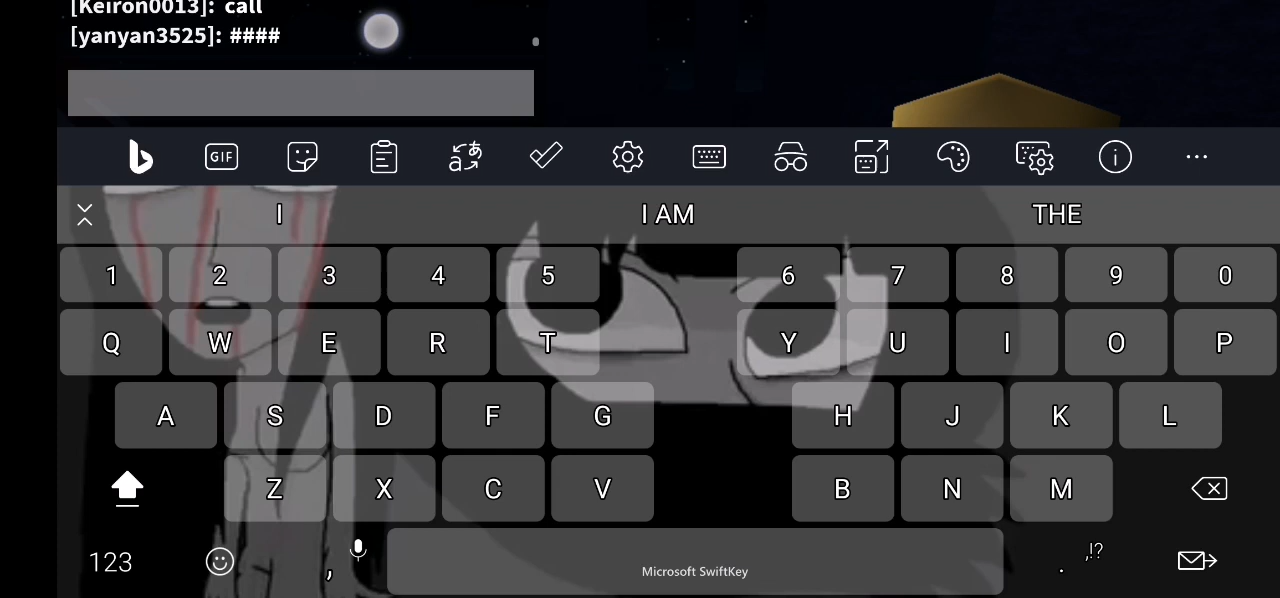 [Keiron0013]: call
[yanyan3525]: ####
GIF
I I AM THE
1 2 3 4 5 6 7 8 9 0
Q W E R T Y U I O P
A S D F G H J K L
Z X C V B N M
123 , Microsoft SwiftKey . ,!?